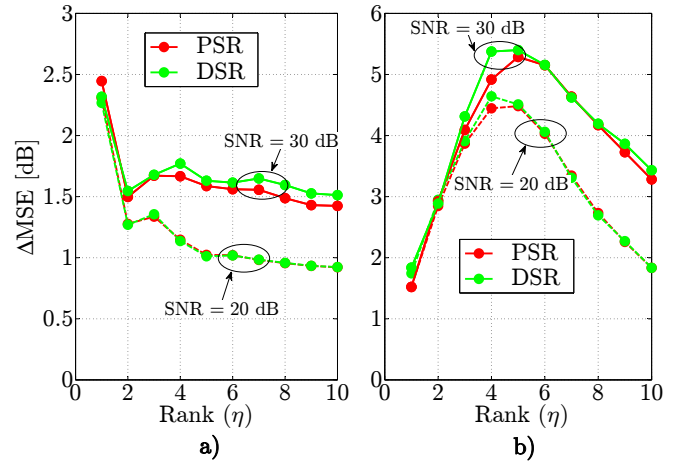 3.5
3
2.5
2
1.5
1
0.5
0
ΔMSE [dB]
PSR
DSR
SNR = 30 dB
SNR = 20 dB
0 2 4 6 8 10
Rank (η)
a)
6
5
4
3
2
1
0
SNR = 30 dB
SNR = 20 dB
PSR
DSR
0 2 4 6 8 10
Rank (η)
b)